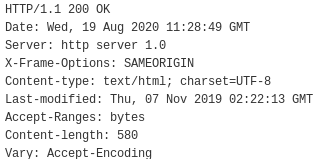 HTTP/1.1 200 OK
Date: Wed, 19 Aug 2020 11:28:49 GMT
Server: http server 1.0
X-Frame-Options: SAMEORIGIN
Content-type: text/html; charset=UTF-8
Last-modified: Thu, 07 Nov 2019 02:22:13 GMT
Accept-Ranges: bytes
Content-length: 580
Vary: Accept-Encoding